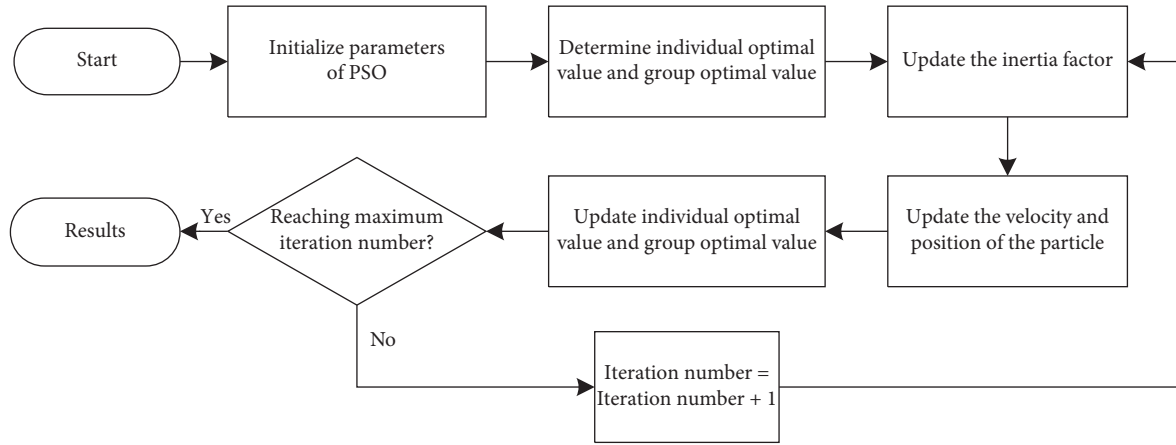 Start
Initialize parameters
of PSO
Determine individual optimal
value and group optimal value
Update the inertia factor
Results
Yes
Reaching maximum
iteration number?
Update individual optimal
value and group optimal value
Update the velocity and
position of the particle
No
Iteration number =
Iteration number + 1